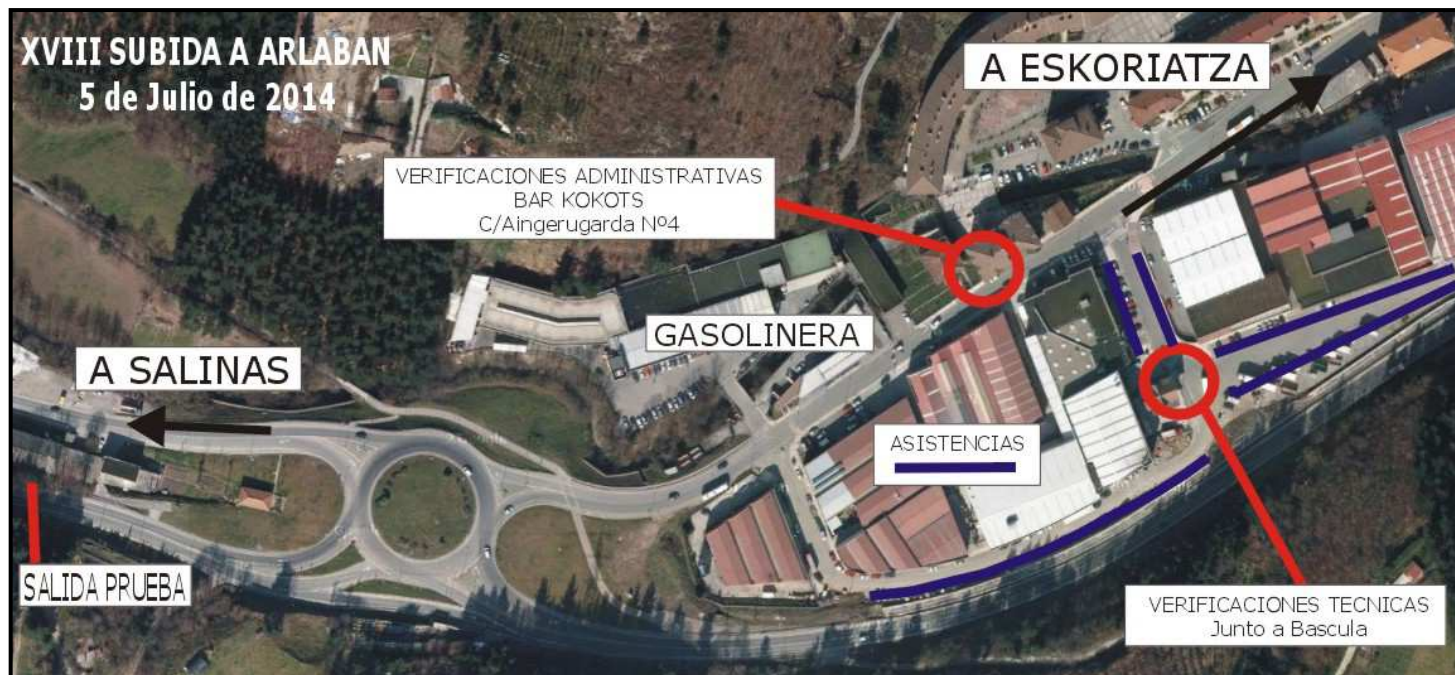 XVIII SUBIDA A ARLABAN
5 de Julio de 2014
A ESKORIATZA
VERIFICACIONES ADMINISTRATIVAS
BAR KOKOTS
C/Aingerugarda Nº4
GASOLINERA
A SALINAS
ASISTENCIAS
SALIDA PRUEBA
VERIFICACIONES TECNICAS
Junto a Bascula